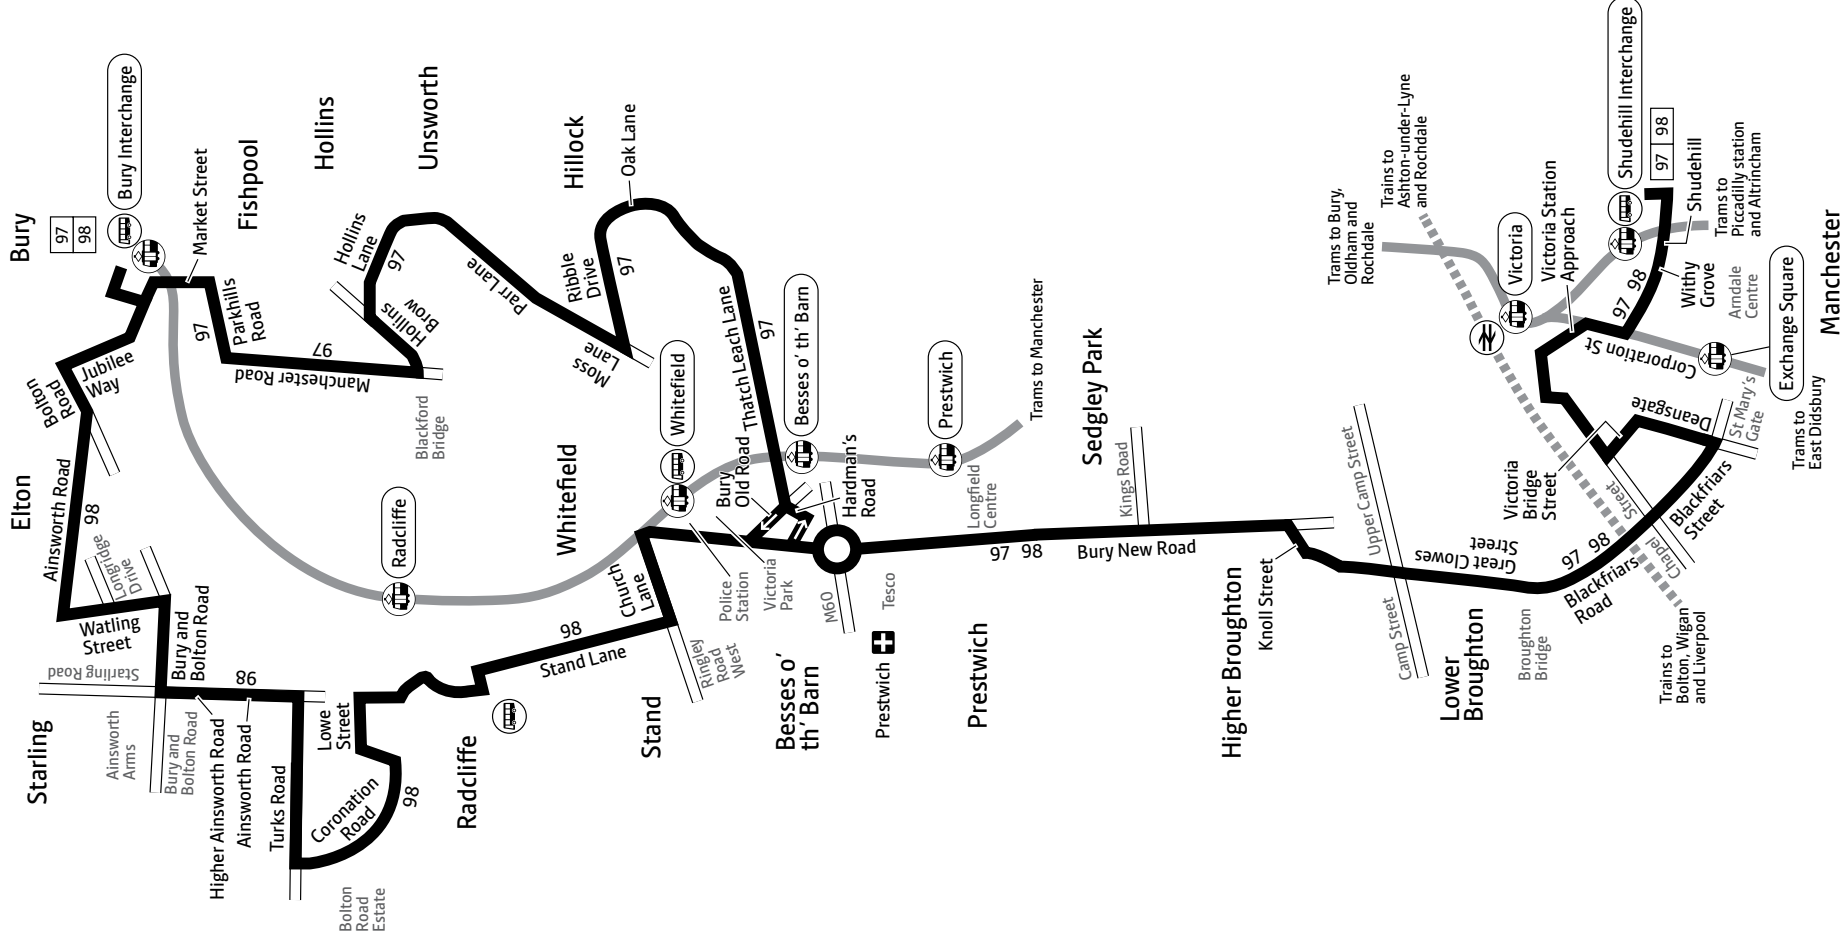 Bury
97
98
Bury Interchange
Market Street
Fishpool
Hollins
Unsworth
Hillock
Oak Lane
Jubilee
Way
Bolton
Road
97
Parkhills
Road
97
Manchester Road
Blackford
Bridge
Hollins
Lane
97
Hollins
Brow
Parr Lane
Ribble
Drive
97
Moss
Lane
Thatch Leach Lane
97
Elton
Ainsworth Road
98
Longridge
Drive
Watling
Street
Starling Road
Bury and
Bolton Road
98
Starling
Ainsworth
Arms
Bury and
Bolton Road
Higher Ainsworth Road
Ainsworth Road
Turks Road
Lowe
Street
Coronation
Road
98
Bolton
Road
Estate
Radcliffe
Radcliffe
Whitefield
Whitefield
Church
Lane
98
Stand Lane
Stand
Ringley
Road
West
Police
Station
Victoria
Park
Bury
Old Road
Besses o' th' Barn
Hardman's
Road
M60
Tesco
Besses o'
th' Barn
Prestwich
Prestwich
Prestwich
Longfield
Centre
Trams to Manchester
97 98
Sedgley Park
Kings Road
Bury New Road
Higher Broughton
Knoll Street
Upper Camp Street
Camp Street
Great Clowes
Street
Lower
Broughton
Broughton
Bridge
97 98
Blackfriars
Road
Chapel
Street
Blackfriars
Street
Trains to
Bolton, Wigan
and Liverpool
Victoria
Bridge
Street
Deansgate
St Mary's
Gate
Trams to
East Didsbury
Trams to Bury,
Oldham and
Rochdale
Trains to
Ashton-under-Lyne
and Rochdale
Victoria
Victoria Station
Approach
Corporation St
97 98
Withy
Grove
Arndale
Centre
Exchange Square
Shudehill Interchange
97 98
Shudehill
Trams to
Piccadilly station
and Altrincham
Manchester